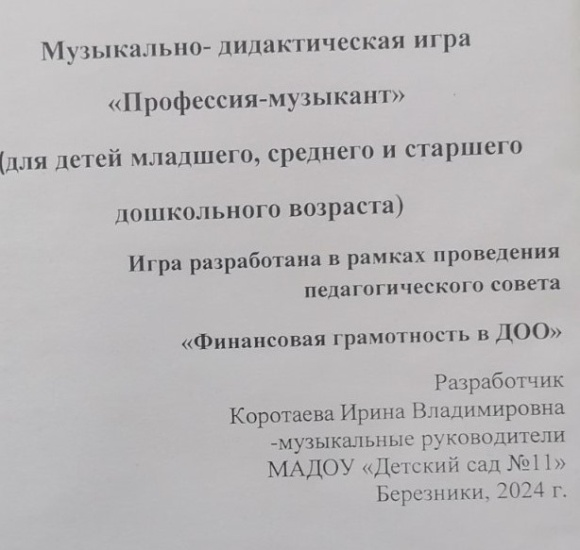 Музыкально- дидактическая игра
«Профессия-музыкант»
(для детей младшего, среднего и старшего
дошкольного возраста)
Игра разработана в рамках проведения
педагогического совета
«Финансовая грамотность в ДОО»
Разработчик
Коротаева Ирина Владимировна
-музыкальные руководители
МАДОУ «Детский сад №11»
Березники, 2024 г.